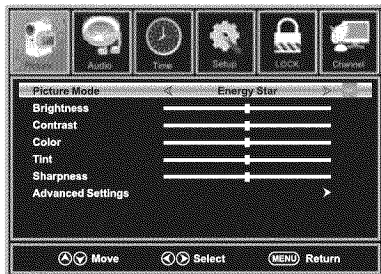 Picture Audio Time Setup LOCK Channel
Picture Mode < Energy Star >
Brightness
Contrast
Color
Tint
Sharpness
Advanced Settings >
Move Select MENU Return